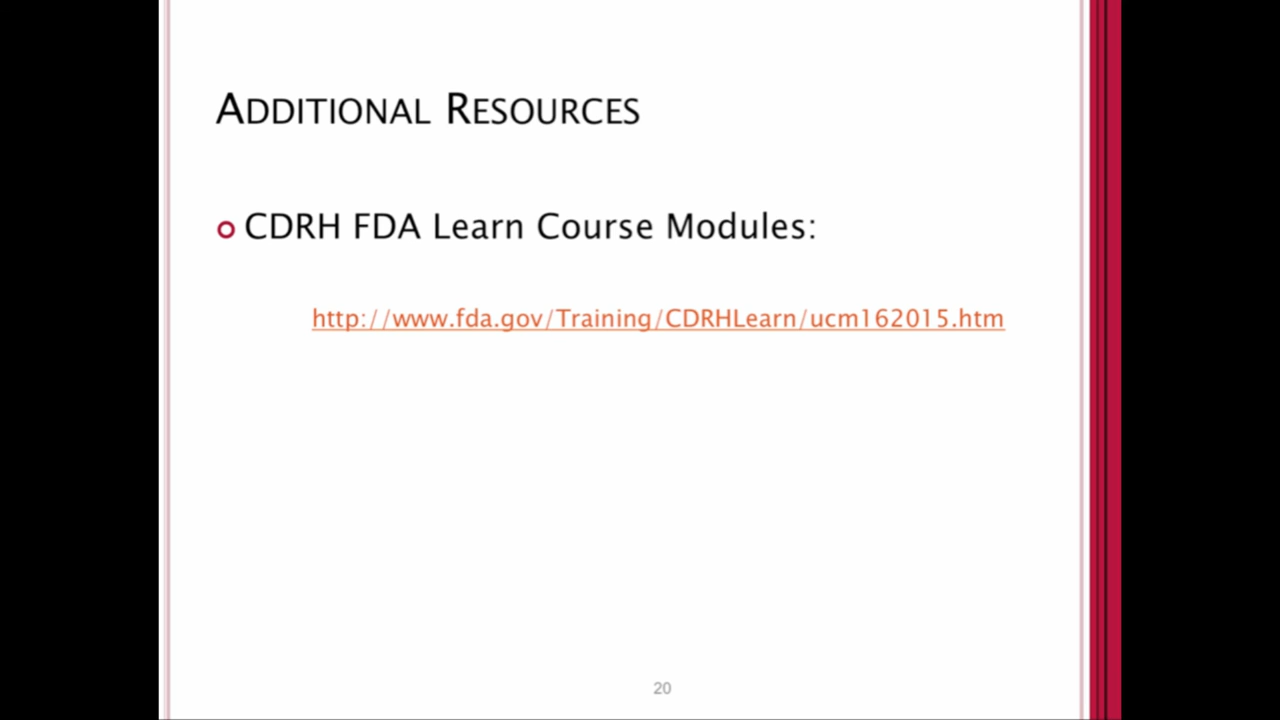 Additional Resources
CDRH FDA Learn Course Modules:
http://www.fda.gov/Training/CDRHLearn/ucm162015.htm
20